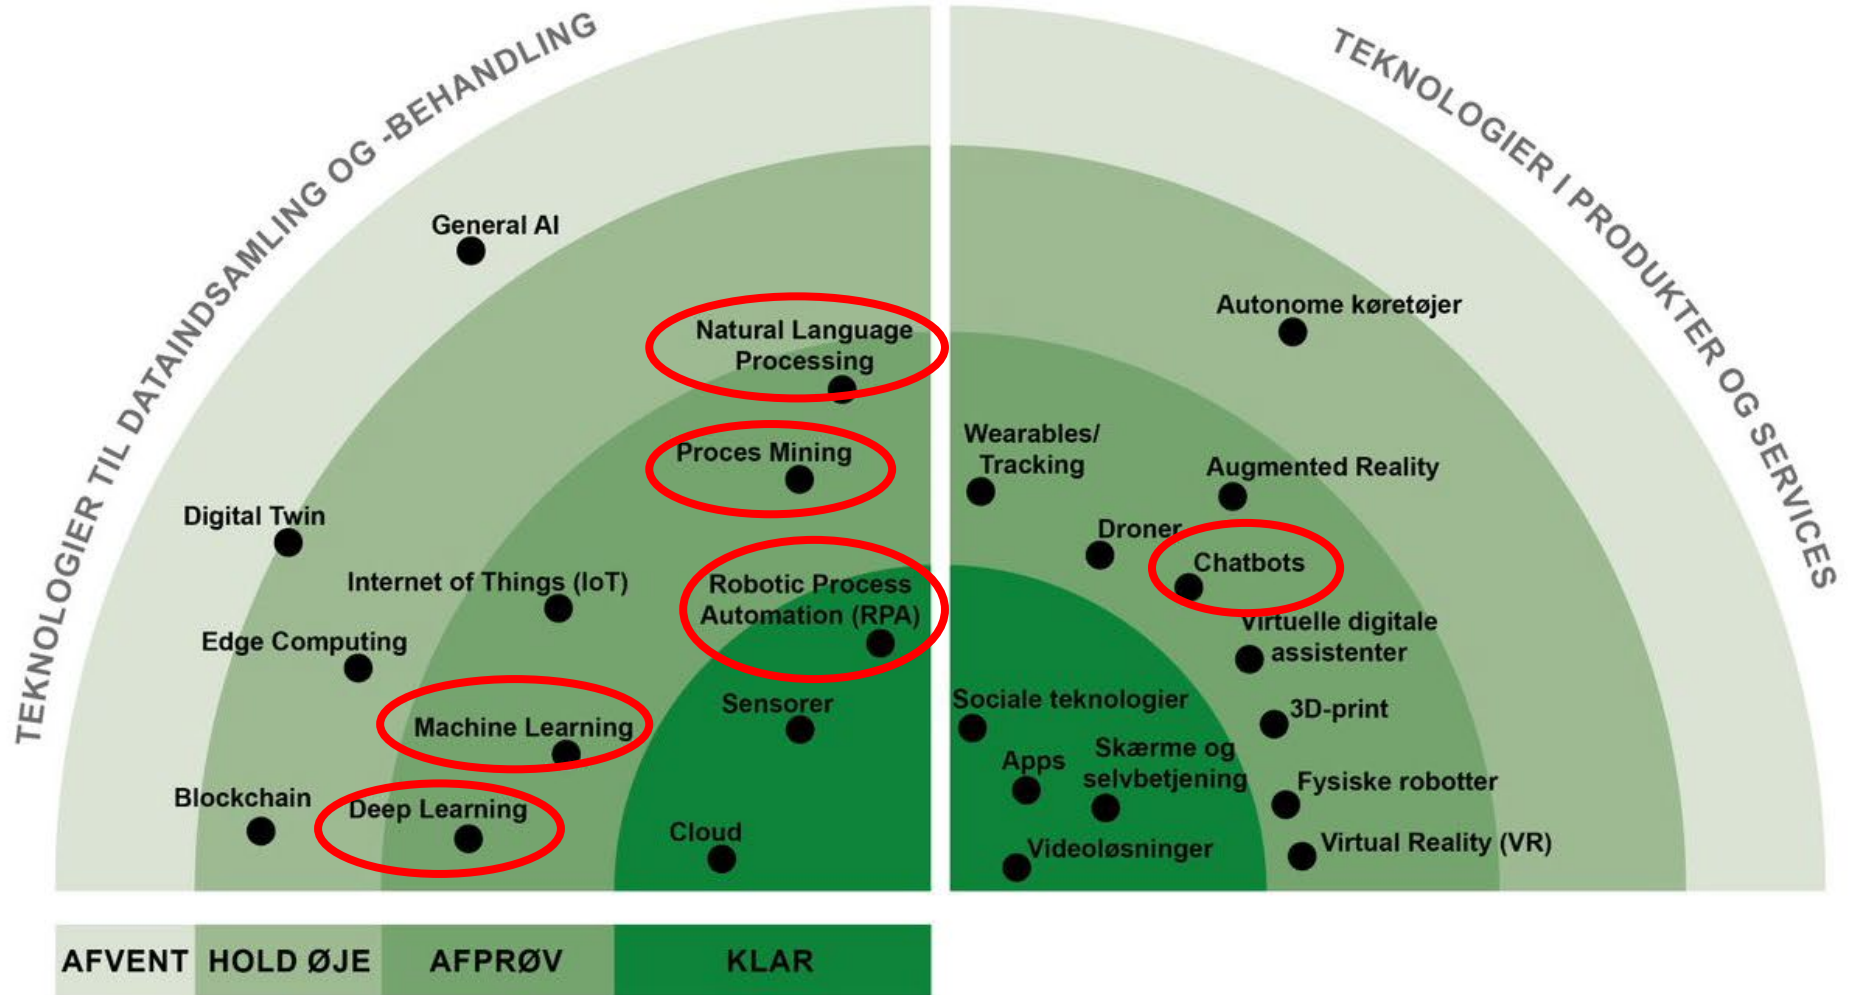 TEKNOLOGIER TIL DATAINDSAMLING OG -BEHANDLING
TEKNOLOGIER I PRODUKTER OG SERVICES
General AI
Natural Language
Processing
Proces Mining
Digital Twin
Internet of Things (IoT)
Robotic Process
Automation (RPA)
Edge Computing
Machine Learning
Sensorer
Blockchain
Deep Learning
Cloud
Autonome køretøjer
Wearables/
Tracking
Augmented Reality
Droner
Chatbots
Virtuelle digitale
assistenter
Sociale teknologier
3D-print
Apps
Skærme og
selvbetjening
Fysiske robotter
Videoløsninger
Virtual Reality (VR)
AFVENT
HOLD ØJE
AFPRØV
KLAR